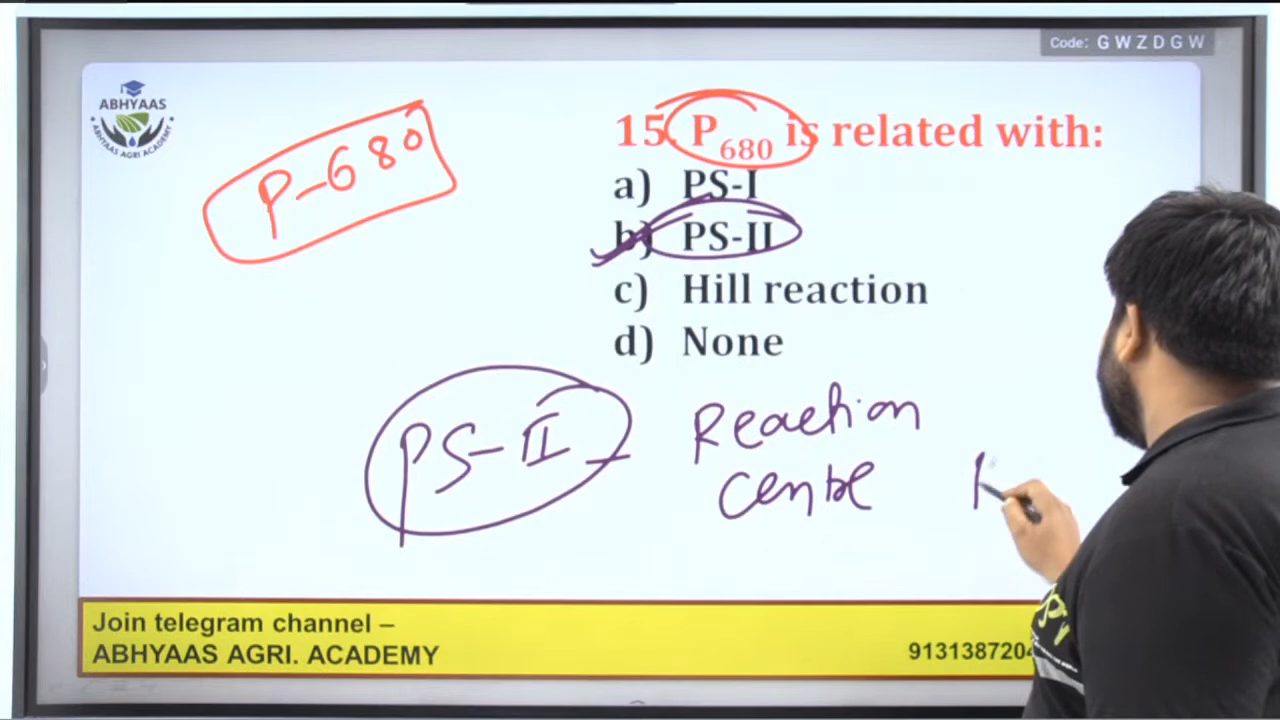 Code: G W Z D G W
ABHYAAS
ABHYAAS AGRI ACADEMY
P-680
15. P680 is related with:
a) PS-I
b) PS-II
c) Hill reaction
d) None
PS-II
Reaction
centre
Join telegram channel –
ABHYAAS AGRI. ACADEMY
913138720